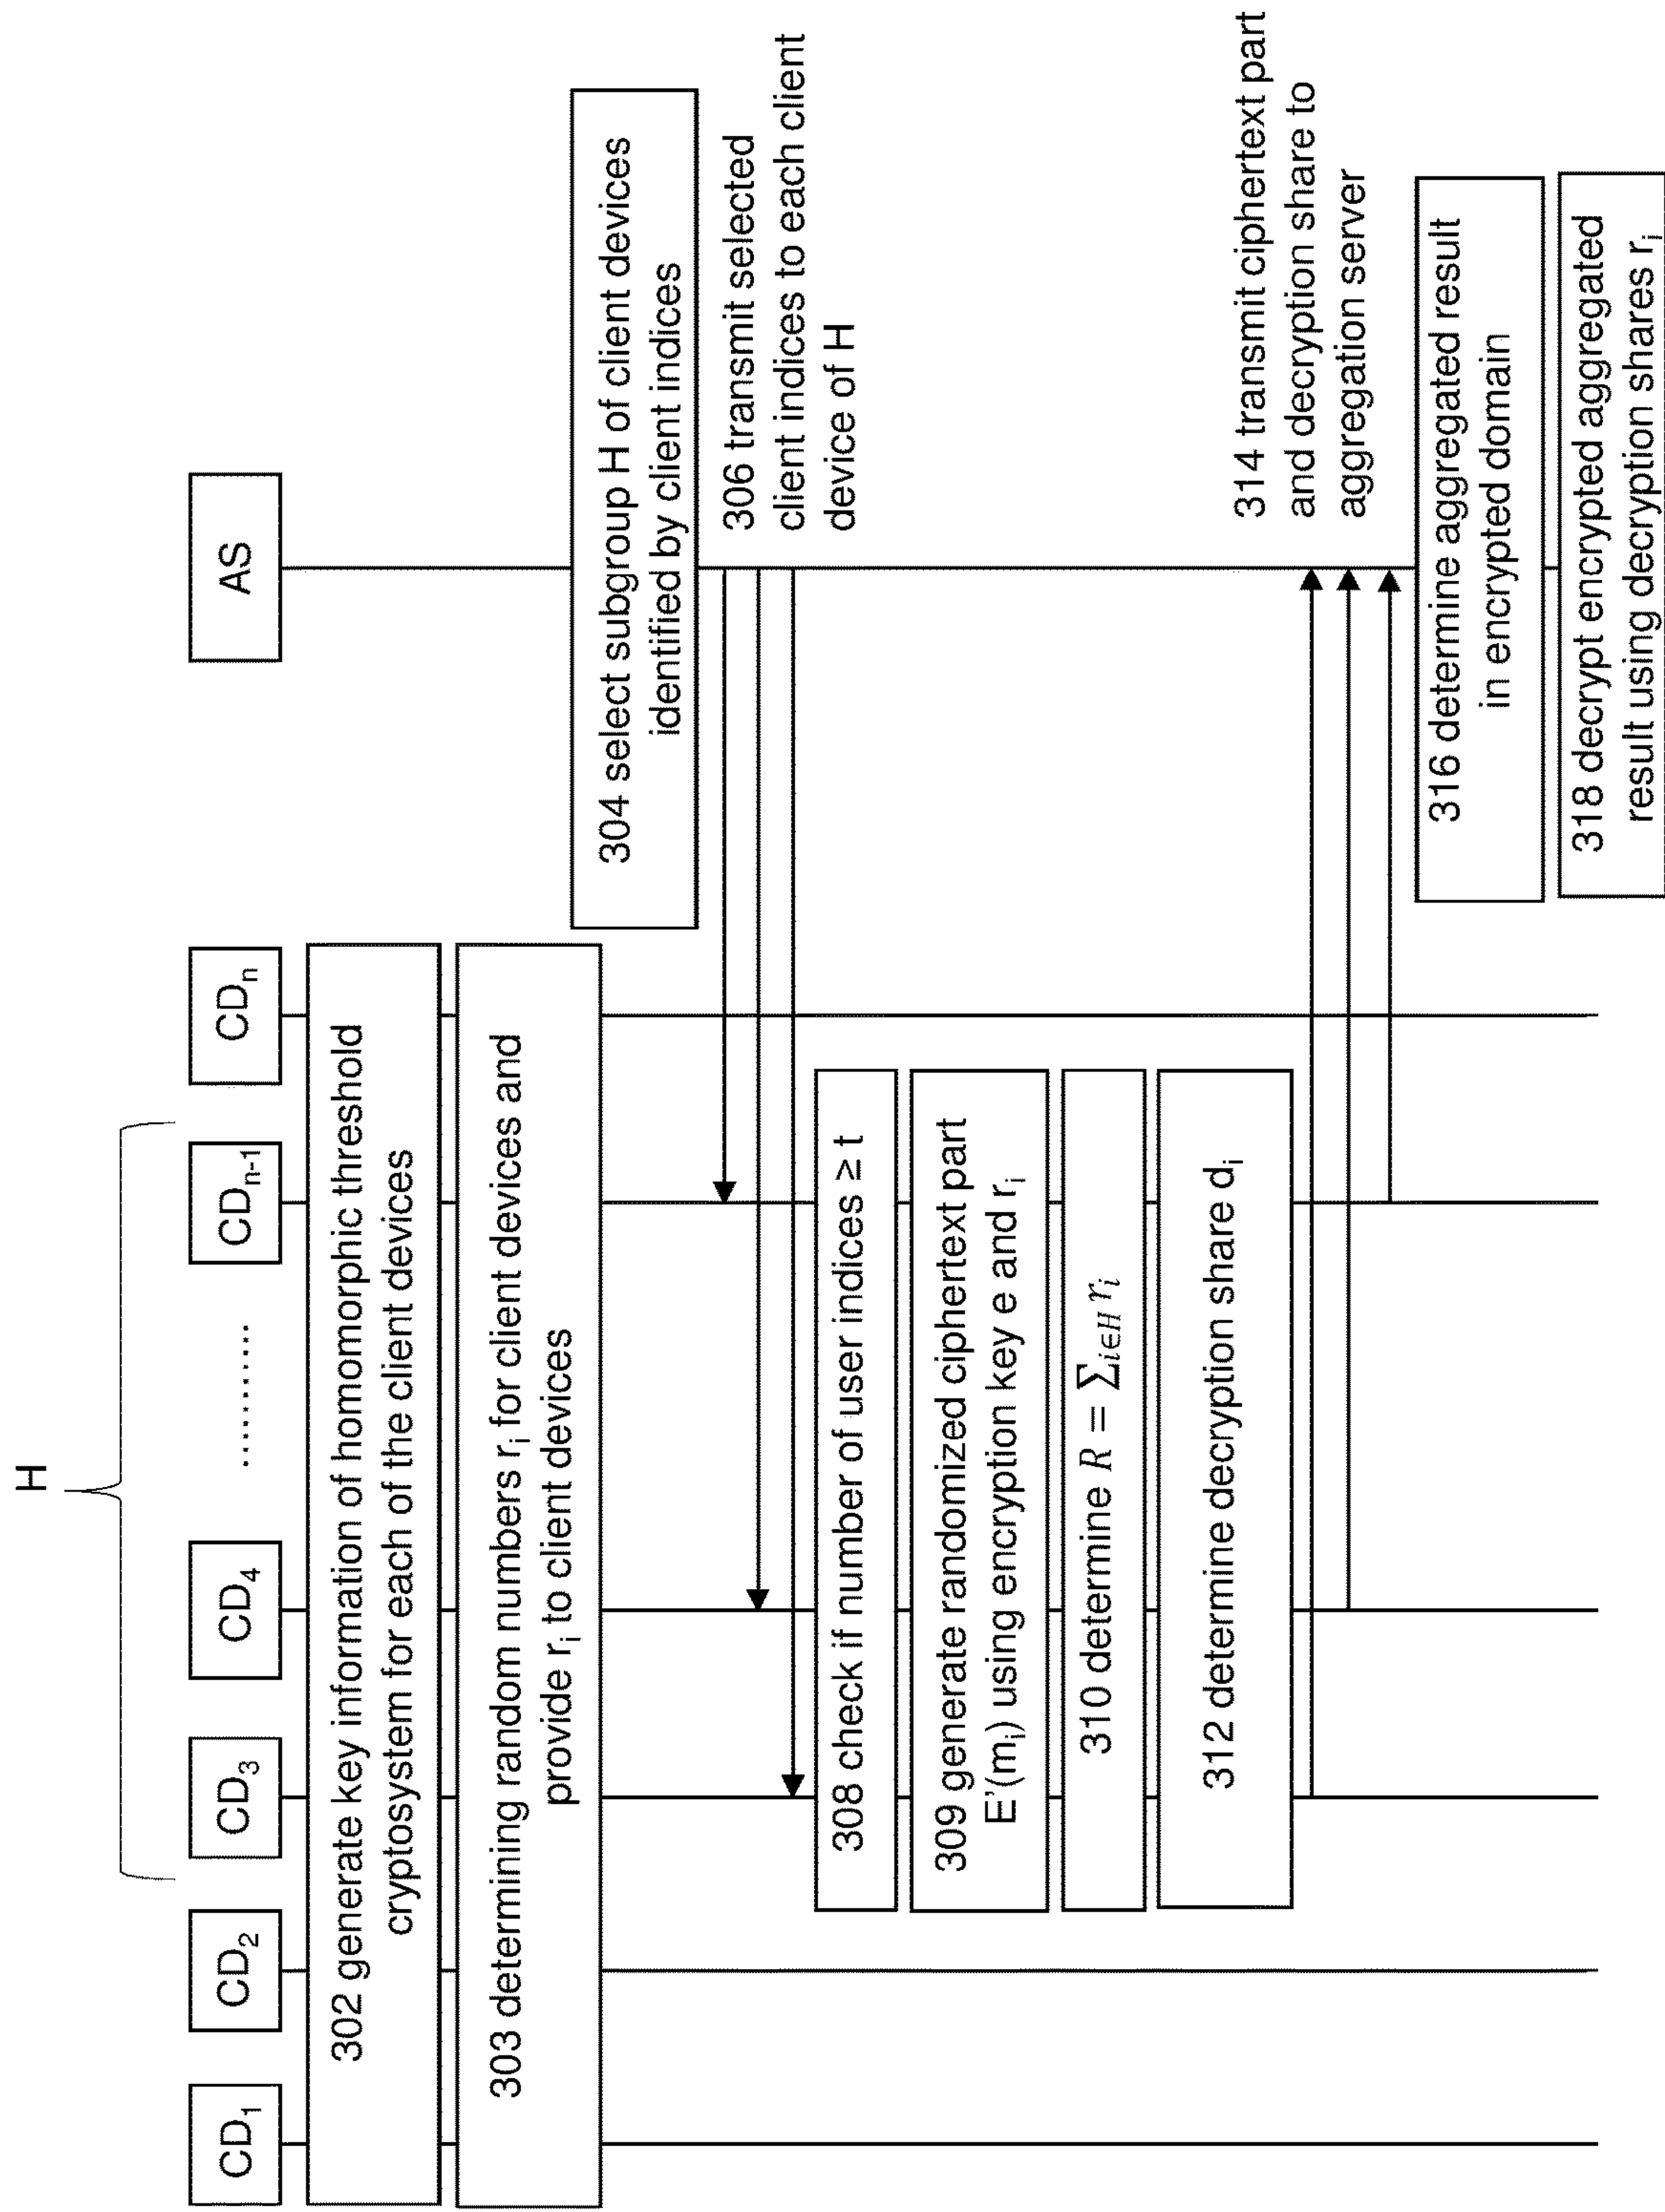 H
CD₁
CD₂
CD₃
CD₄
...........
CDₙ₋₁
CDₙ
AS
302 generate key information of homomorphic threshold
cryptosystem for each of the client devices
303 determining random numbers rᵢ for client devices and
provide rᵢ to client devices
304 select subgroup H of client devices
identified by client indices
306 transmit selected
client indices to each client
device of H
308 check if number of user indices ≥ t
309 generate randomized ciphertext part
E'(mᵢ) using encryption key e and rᵢ
310 determine R = ∑ᵢ∈H rᵢ
312 determine decryption share dᵢ
314 transmit ciphertext part
and decryption share to
aggregation server
316 determine aggregated result
in encrypted domain
318 decrypt encrypted aggregated
result using decryption shares rᵢ